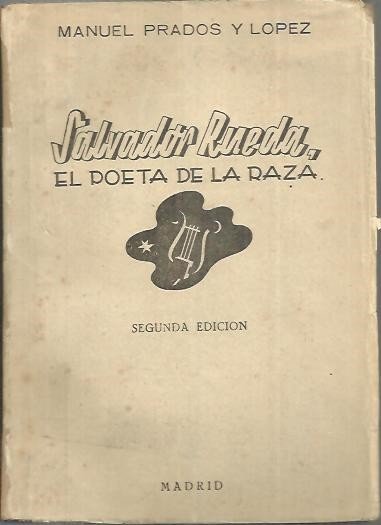 MANUEL PRADOS Y LOPEZ
Salvador Rueda,
EL POETA DE LA RAZA.
SEGUNDA EDICION
MADRID